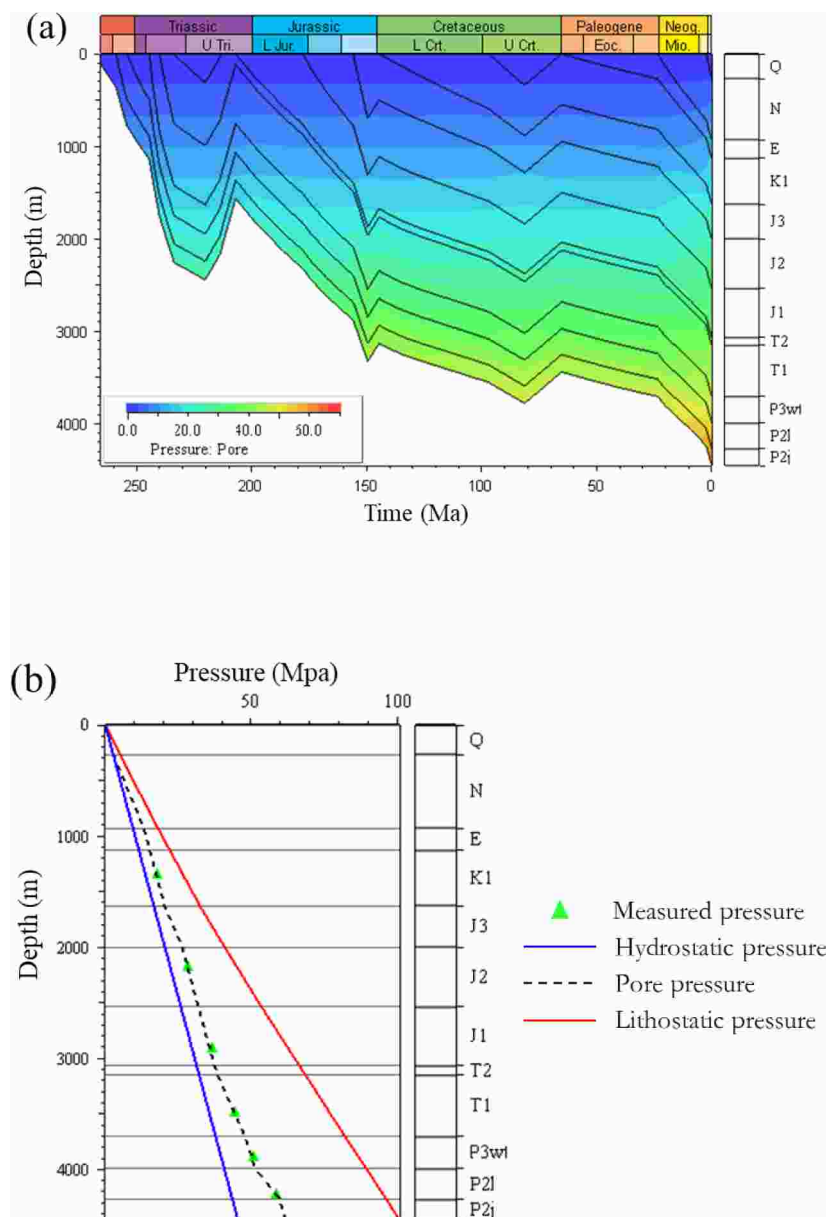 (a)
Triassic Jurassic Cretaceous Paleogene Neog.
U Tri. L Jur. L Crt. U Crt. Eoc. Mio.
0
1000
2000
3000
4000
Depth (m)
Q
N
E
K1
J3
J2
J1
T2
T1
P3wt
P2l
P2j
0.0 20.0 40.0 60.0
Pressure: Pore
250 200 150 100 50 0
Time (Ma)
(b)
Pressure (Mpa)
50 100
0
1000
2000
3000
4000
Depth (m)
Q
N
E
K1
J3
J2
J1
T2
T1
P3wt
P2l
P2j
Measured pressure
Hydrostatic pressure
Pore pressure
Lithostatic pressure